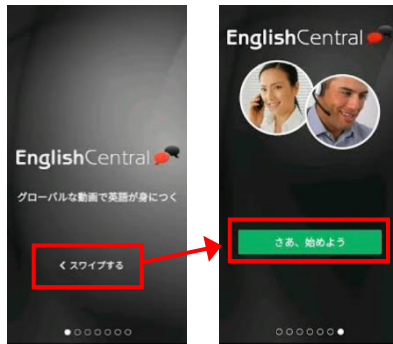 EnglishCentral
グローバルな動画で英語が身につく
< スワイプする
EnglishCentral
さあ、始めよう